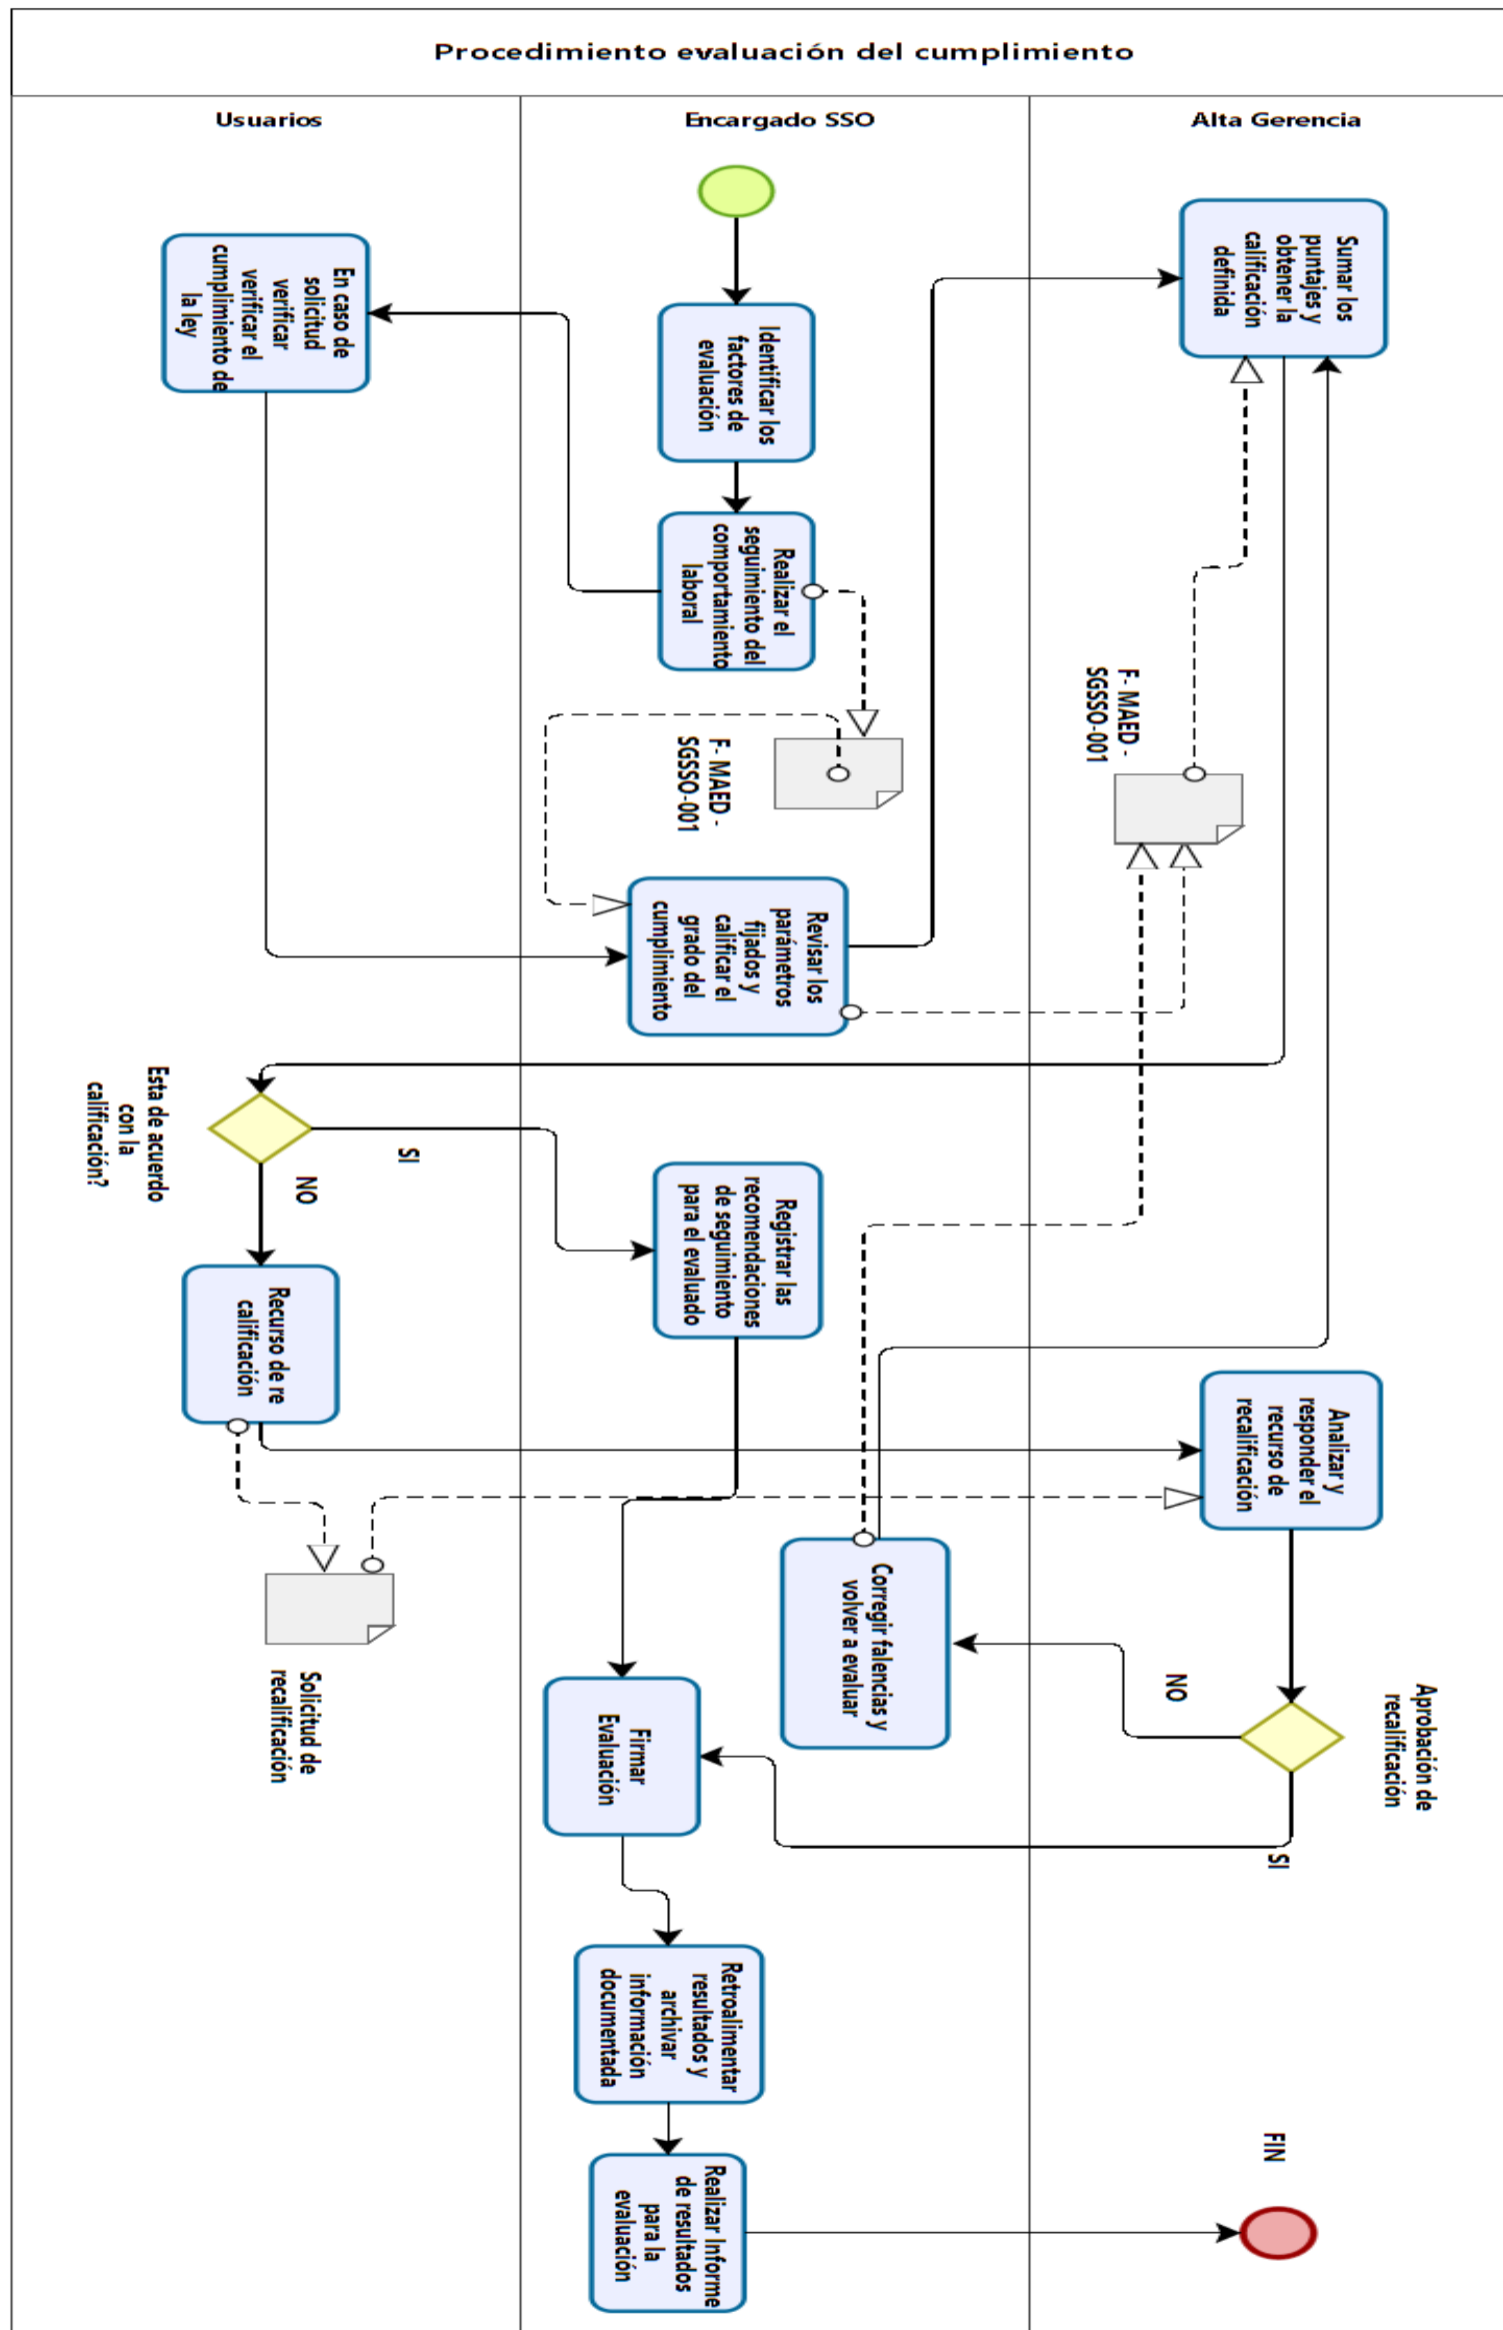 Procedimiento evaluación del cumplimiento
Usuarios
Encargado SSO
Alta Gerencia
Identificar los
factores de
evaluación
Realizar el
seguimiento del
comportamiento
laboral
F- MAED -
SGSSO-001
En caso de
solicitud
verificar
verificar el
cumplimiento de
la ley
Revisar los
parámetros
fijados y
calificar el
grado del
cumplimiento
Sumar los
puntajes y
obtener la
calificación
definida
F- MAED -
SGSSO-001
Esta de acuerdo
con la
calificación?
SI
NO
Registrar las
recomendaciones
de seguimiento
para el evaluado
Recurso de re
calificación
Solicitud de
recalificación
Analizar y
responder el
recurso de
recalificación
Aprobación de
recalificación
NO
SI
Corregir falencias y
volver a evaluar
Firmar
Evaluación
Retroalimentar
resultados y
archivar
información
documentada
Realizar Informe
de resultados
para la
evaluación
FIN